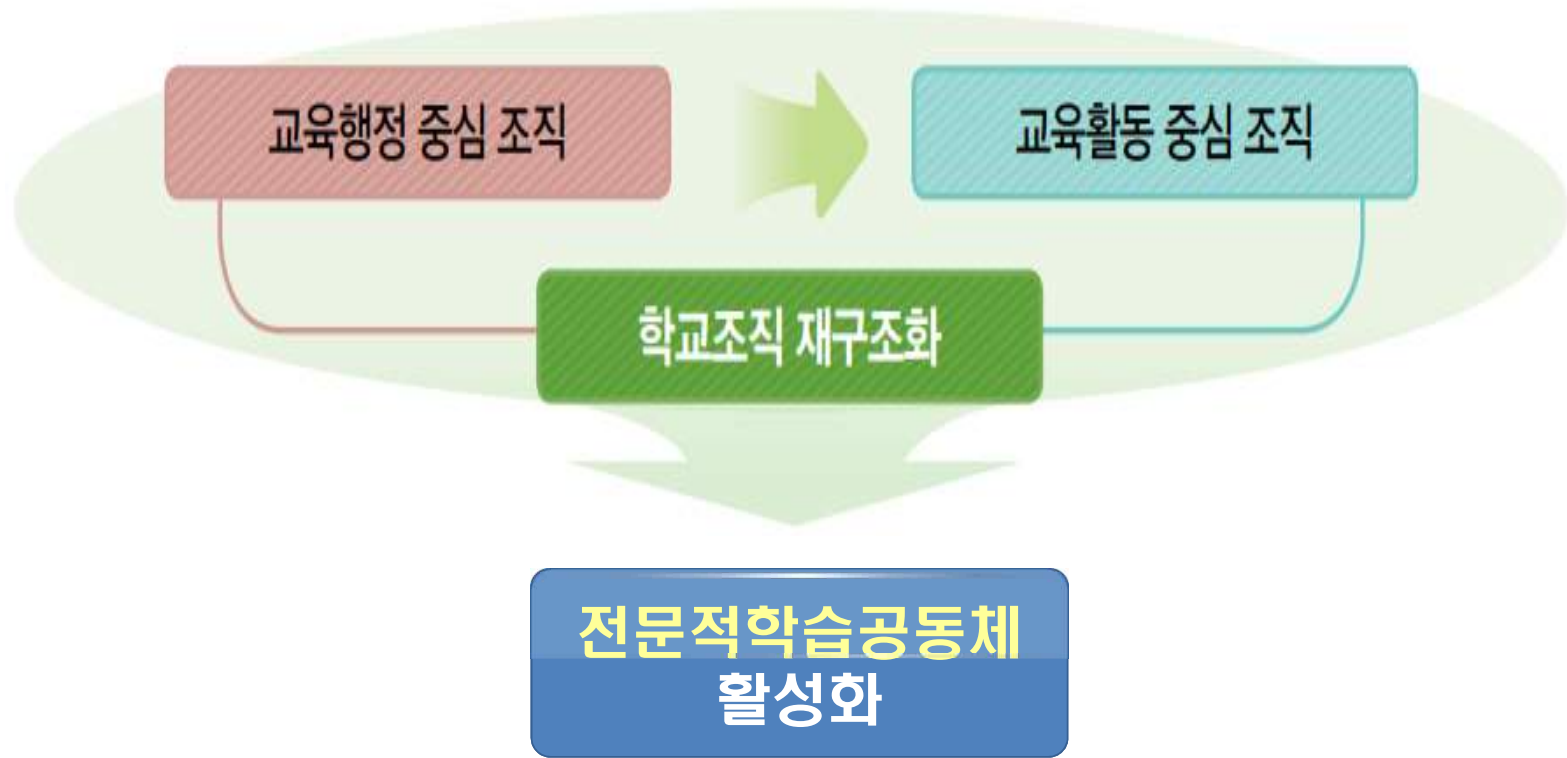 교육행정 중심 조직
교육활동 중심 조직
학교조직 재구조화
전문적학습공동체
활성화